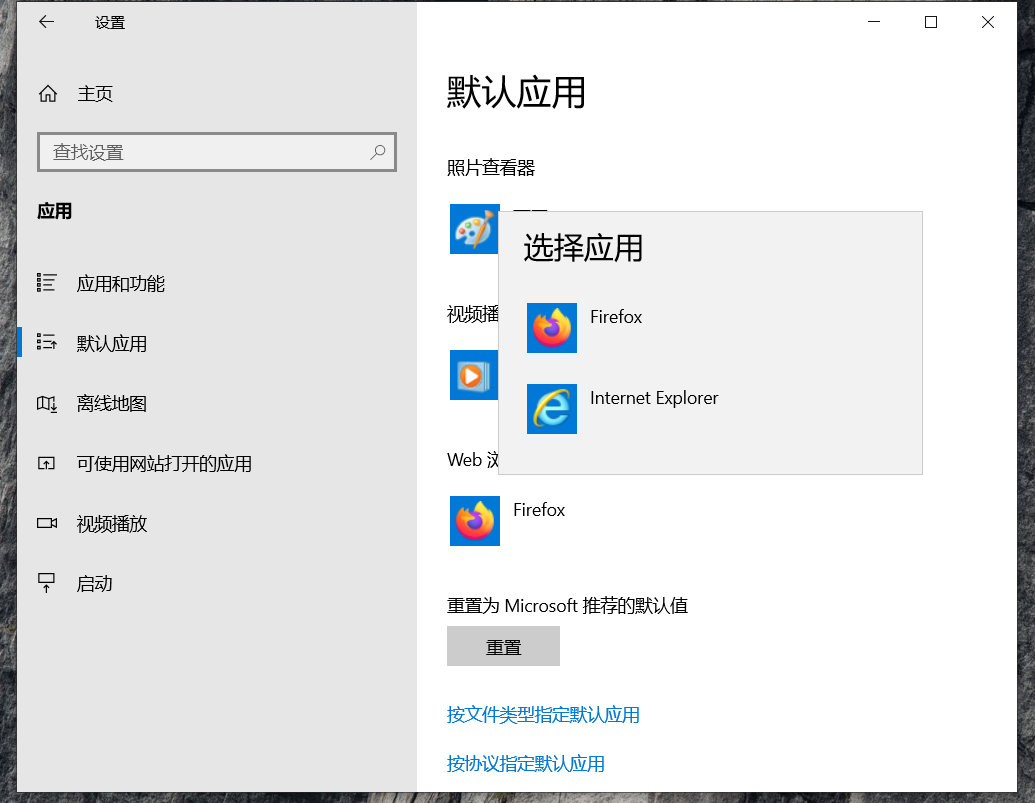 设置
主页
查找设置
应用
应用和功能
默认应用
离线地图
可使用网站打开的应用
视频播放
启动
默认应用
照片查看器
选择应用
Firefox
Internet Explorer
视频播
Web 浏
Firefox
重置为 Microsoft 推荐的默认值
重置
按文件类型指定默认应用
按协议指定默认应用